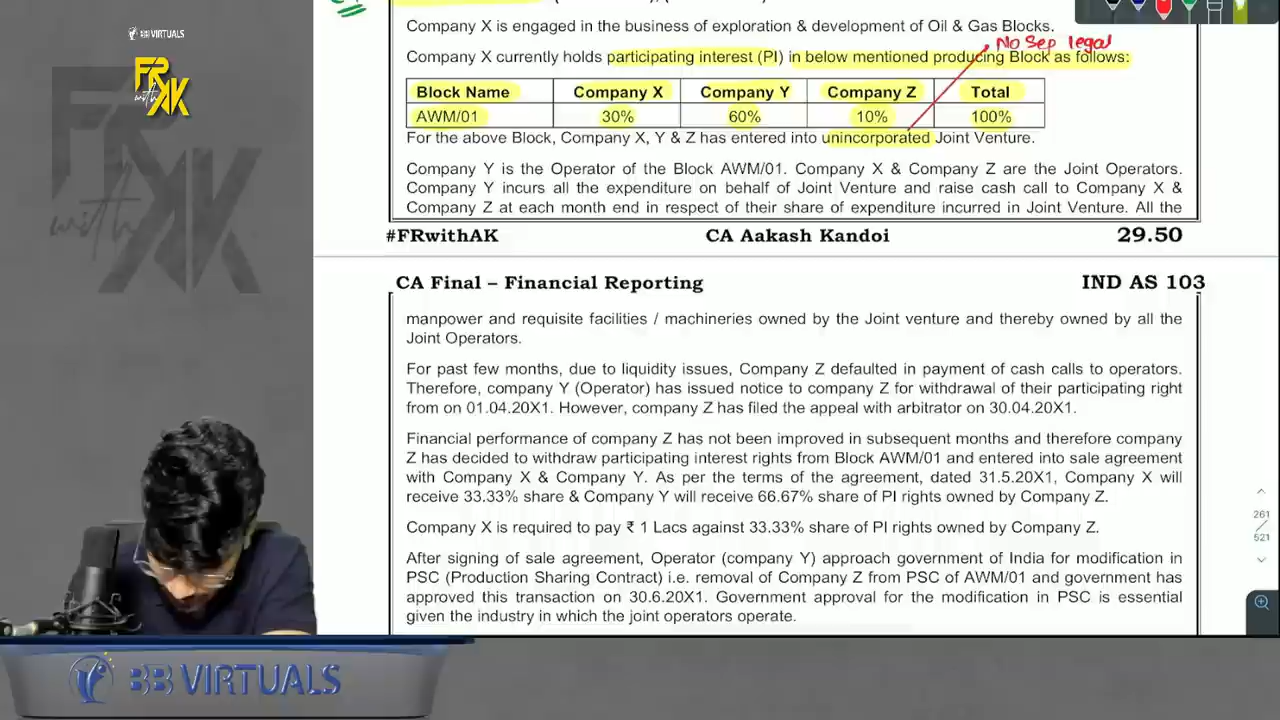 BB VIRTUALS
FR
with
AK
FR
with
AK
Company X is engaged in the business of exploration & development of Oil & Gas Blocks.
No Sep legal
Company X currently holds participating interest (PI) in below mentioned producing Block as follows:
Block Name Company X Company Y Company Z Total
AWM/01 30% 60% 10% 100%
For the above Block, Company X, Y & Z has entered into unincorporated Joint Venture.
Company Y is the Operator of the Block AWM/01. Company X & Company Z are the Joint Operators.
Company Y incurs all the expenditure on behalf of Joint Venture and raise cash call to Company X &
Company Z at each month end in respect of their share of expenditure incurred in Joint Venture. All the
#FRwithAK CA Aakash Kandoi 29.50
CA Final – Financial Reporting IND AS 103
manpower and requisite facilities / machineries owned by the Joint venture and thereby owned by all the
Joint Operators.
For past few months, due to liquidity issues, Company Z defaulted in payment of cash calls to operators.
Therefore, company Y (Operator) has issued notice to company Z for withdrawal of their participating right
from on 01.04.20X1. However, company Z has filed the appeal with arbitrator on 30.04.20X1.
Financial performance of company Z has not been improved in subsequent months and therefore company
Z has decided to withdraw participating interest rights from Block AWM/01 and entered into sale agreement
with Company X & Company Y. As per the terms of the agreement, dated 31.5.20X1, Company X will
receive 33.33% share & Company Y will receive 66.67% share of PI rights owned by Company Z.
Company X is required to pay ₹ 1 Lacs against 33.33% share of PI rights owned by Company Z.
After signing of sale agreement, Operator (company Y) approach government of India for modification in
PSC (Production Sharing Contract) i.e. removal of Company Z from PSC of AWM/01 and government has
approved this transaction on 30.6.20X1. Government approval for the modification in PSC is essential
given the industry in which the joint operators operate.
261
521
BB VIRTUALS